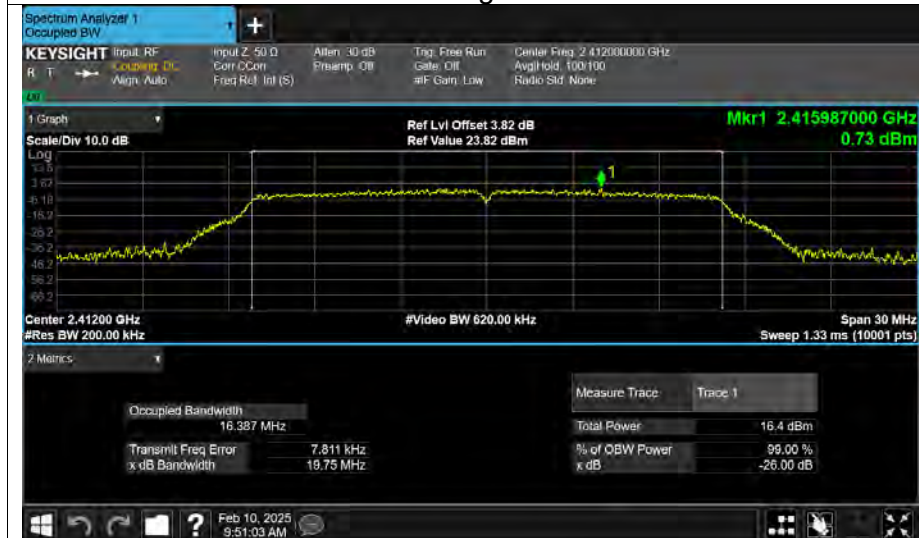 Spectrum Analyzer 1
Occupied BW
+
KEYSIGHT Input: RF Input Z: 50 Ω Atten: 30 dB Trig: Free Run Center Freq: 2.412000000 GHz
R T Coupling: DC Corr CCorr Preamp: Off Gate: Off Avg|Hold: 100/100
Align: Auto Freq Ref: Int (S) #IF Gain: Low Radio Std: None
1 Graph Ref Lvl Offset 3.82 dB Mkr1 2.415987000 GHz
Scale/Div 10.0 dB Ref Value 23.82 dBm 0.73 dBm
Log
13.8
3.82
-6.18
-16.2
-26.2
-36.2
-46.2
-56.2
-66.2
1
Center 2.41200 GHz #Video BW 620.00 kHz Span 30 MHz
#Res BW 200.00 kHz Sweep 1.33 ms (10001 pts)
2 Metrics
Measure Trace Trace 1
Occupied Bandwidth
16.387 MHz Total Power 16.4 dBm
Transmit Freq Error 7.811 kHz % of OBW Power 99.00 %
x dB Bandwidth 19.75 MHz x dB -26.00 dB
? Feb 10, 2025
9:51:03 AM